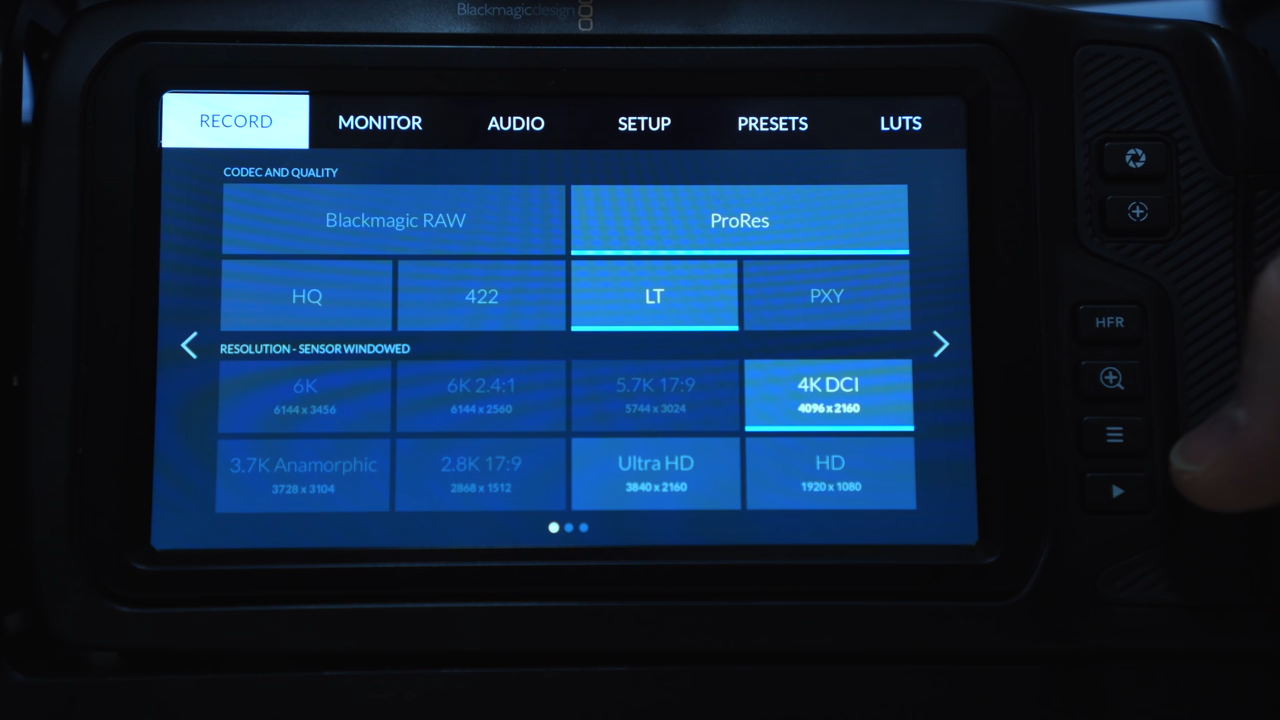 Blackmagicdesign
RECORD MONITOR AUDIO SETUP PRESETS LUTS
CODEC AND QUALITY
Blackmagic RAW ProRes
HQ 422 LT PXY
RESOLUTION - SENSOR WINDOWED
6K 6K 2.4:1 5.7K 17:9 4K DCI
6144 x 3456 6144 x 2560 5744 x 3024 4096 x 2160
3.7K Anamorphic 2.8K 17:9 Ultra HD HD
3728 x 3104 2868 x 1512 3840 x 2160 1920 x 1080
HFR